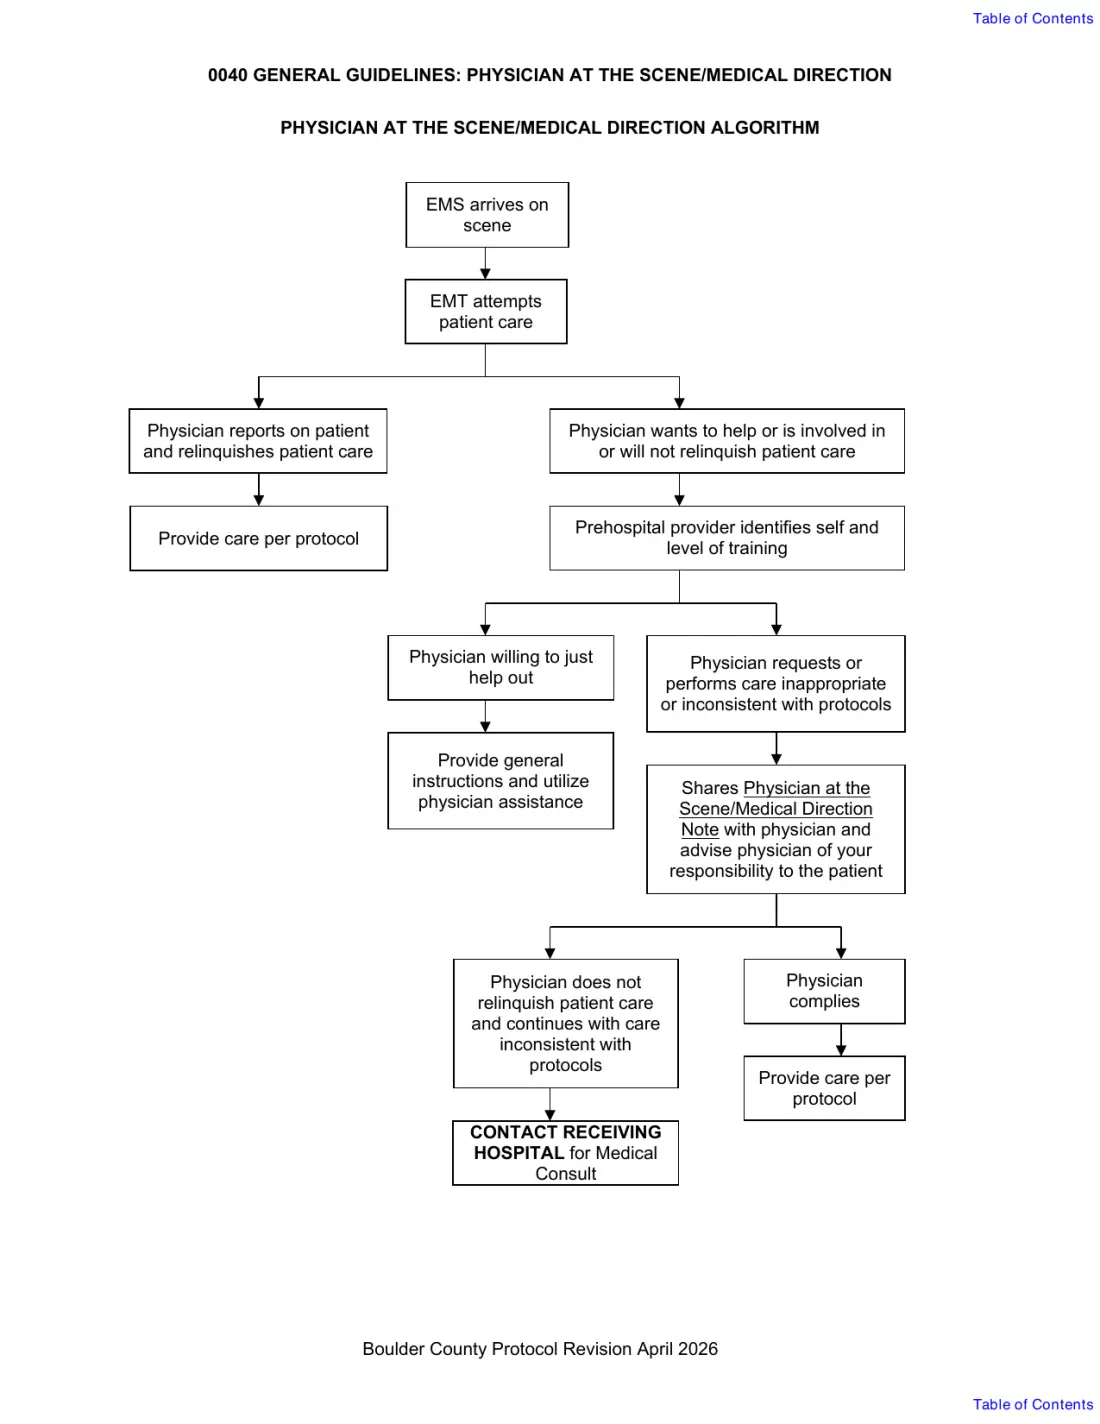 Table of Contents
0040 GENERAL GUIDELINES: PHYSICIAN AT THE SCENE/MEDICAL DIRECTION
PHYSICIAN AT THE SCENE/MEDICAL DIRECTION ALGORITHM
EMS arrives on
scene
EMT attempts
patient care
Physician reports on patient
and relinquishes patient care
Provide care per protocol
Physician wants to help or is involved in
or will not relinquish patient care
Prehospital provider identifies self and
level of training
Physician willing to just
help out
Provide general
instructions and utilize
physician assistance
Physician requests or
performs care inappropriate
or inconsistent with protocols
Shares Physician at the
Scene/Medical Direction
Note with physician and
advise physician of your
responsibility to the patient
Physician does not
relinquish patient care
and continues with care
inconsistent with
protocols
CONTACT RECEIVING
HOSPITAL for Medical
Consult
Physician
complies
Provide care per
protocol
Boulder County Protocol Revision April 2026
Table of Contents